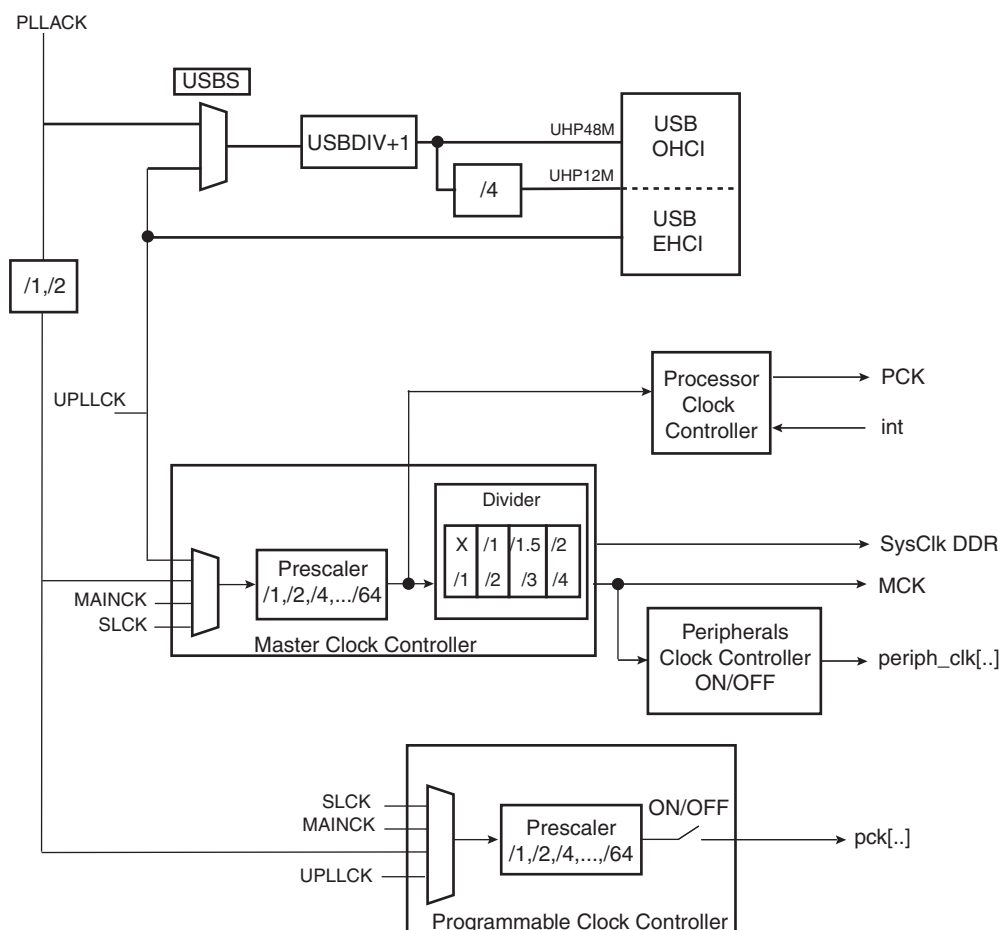 PLLACK
USBS
USBDIV+1
UHP48M
USB
OHCI
/4
UHP12M
USB
EHCI
/1,/2
UPLLCK
Processor
Clock
Controller
PCK
int
Divider
X /1 /1.5 /2
/1 /2 /3 /4
SysClk DDR
MCK
Prescaler
/1,/2,/4,.../64
MAINCK
SLCK
Master Clock Controller
Peripherals
Clock Controller
ON/OFF
periph_clk[..]
SLCK
MAINCK
UPLLCK
Prescaler
/1,/2,/4,...,/64
ON/OFF
pck[..]
Programmable Clock Controller